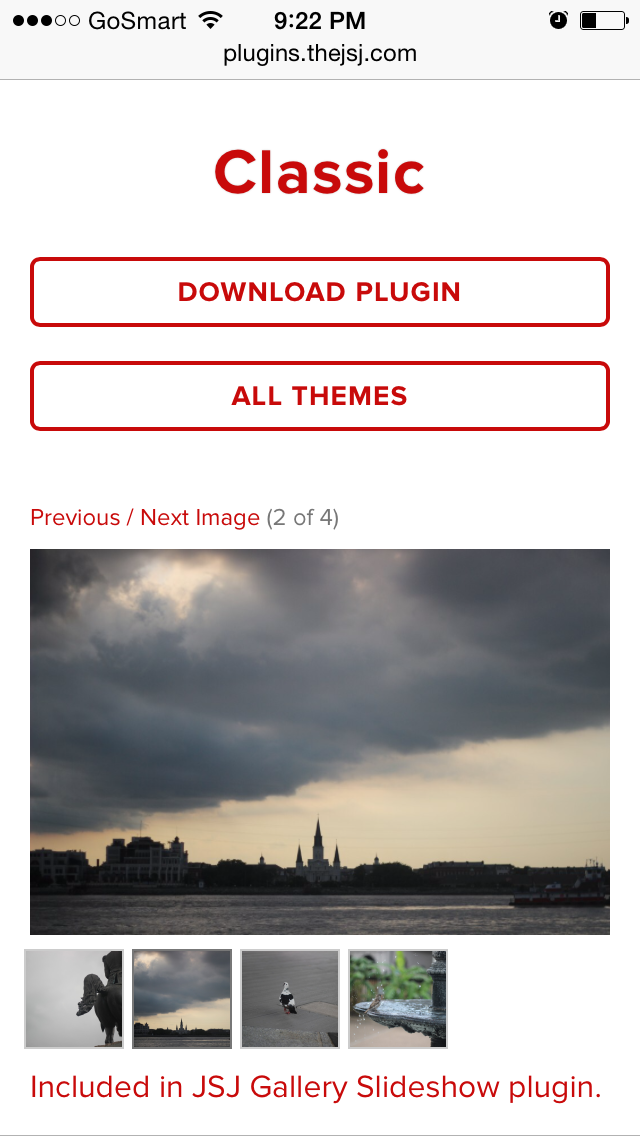 GoSmart 9:22 PM
plugins.thejsj.com
Classic
DOWNLOAD PLUGIN
ALL THEMES
Previous / Next Image (2 of 4)
Included in JSJ Gallery Slideshow plugin.